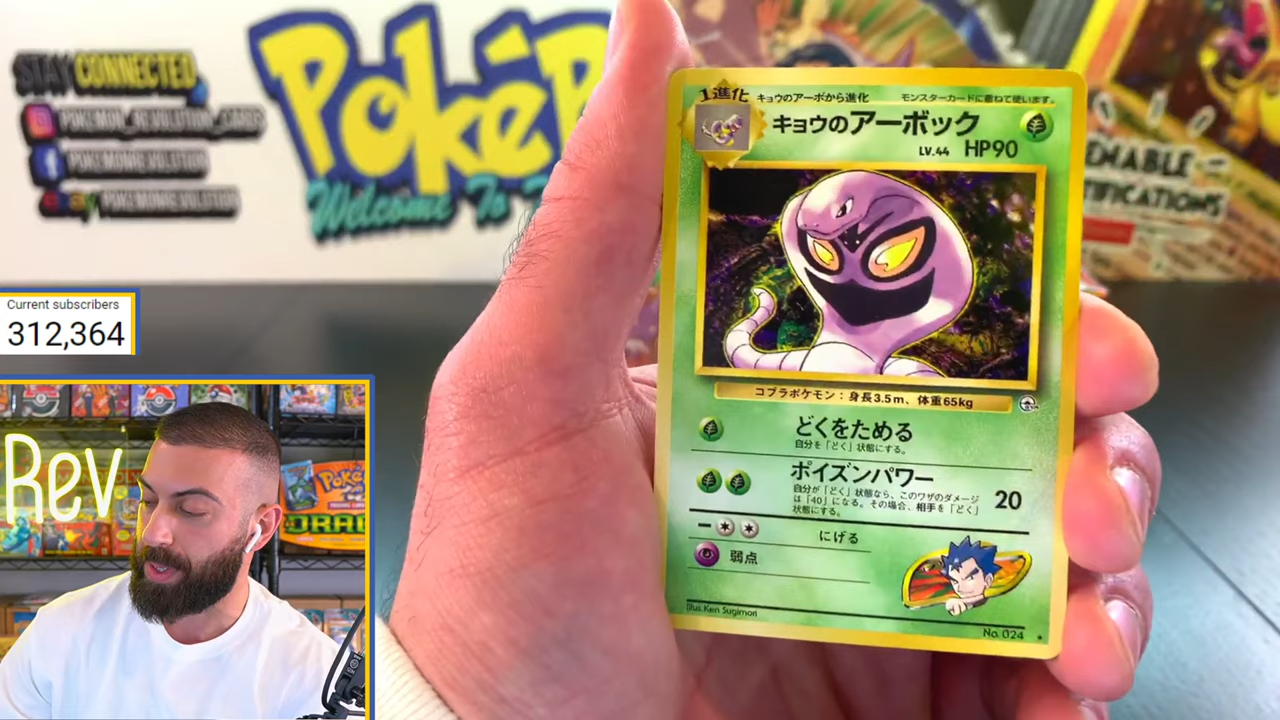 STAY CONNECTED
POKEMON_REVOLUTION_CARDS
POKEMONREVOLUTION
ebay POKEMONREVOLUTION
Poké
Welcome To
Current subscribers
312,364
Rev
1進化 キョウのアーボから進化 モンスターカードに重ねて使います。
キョウのアーボック
LV.44 HP90
コブラポケモン:身長3.5m、体重65kg
どくをためる
自分を「どく」状態にする。
ポイズンパワー 20
自分が「どく」状態なら、このワザのダメージ
は「40」になる。その場合、相手を「どく」
状態にする。
にげる
弱点
Illus. Ken Sugimori
No. 024